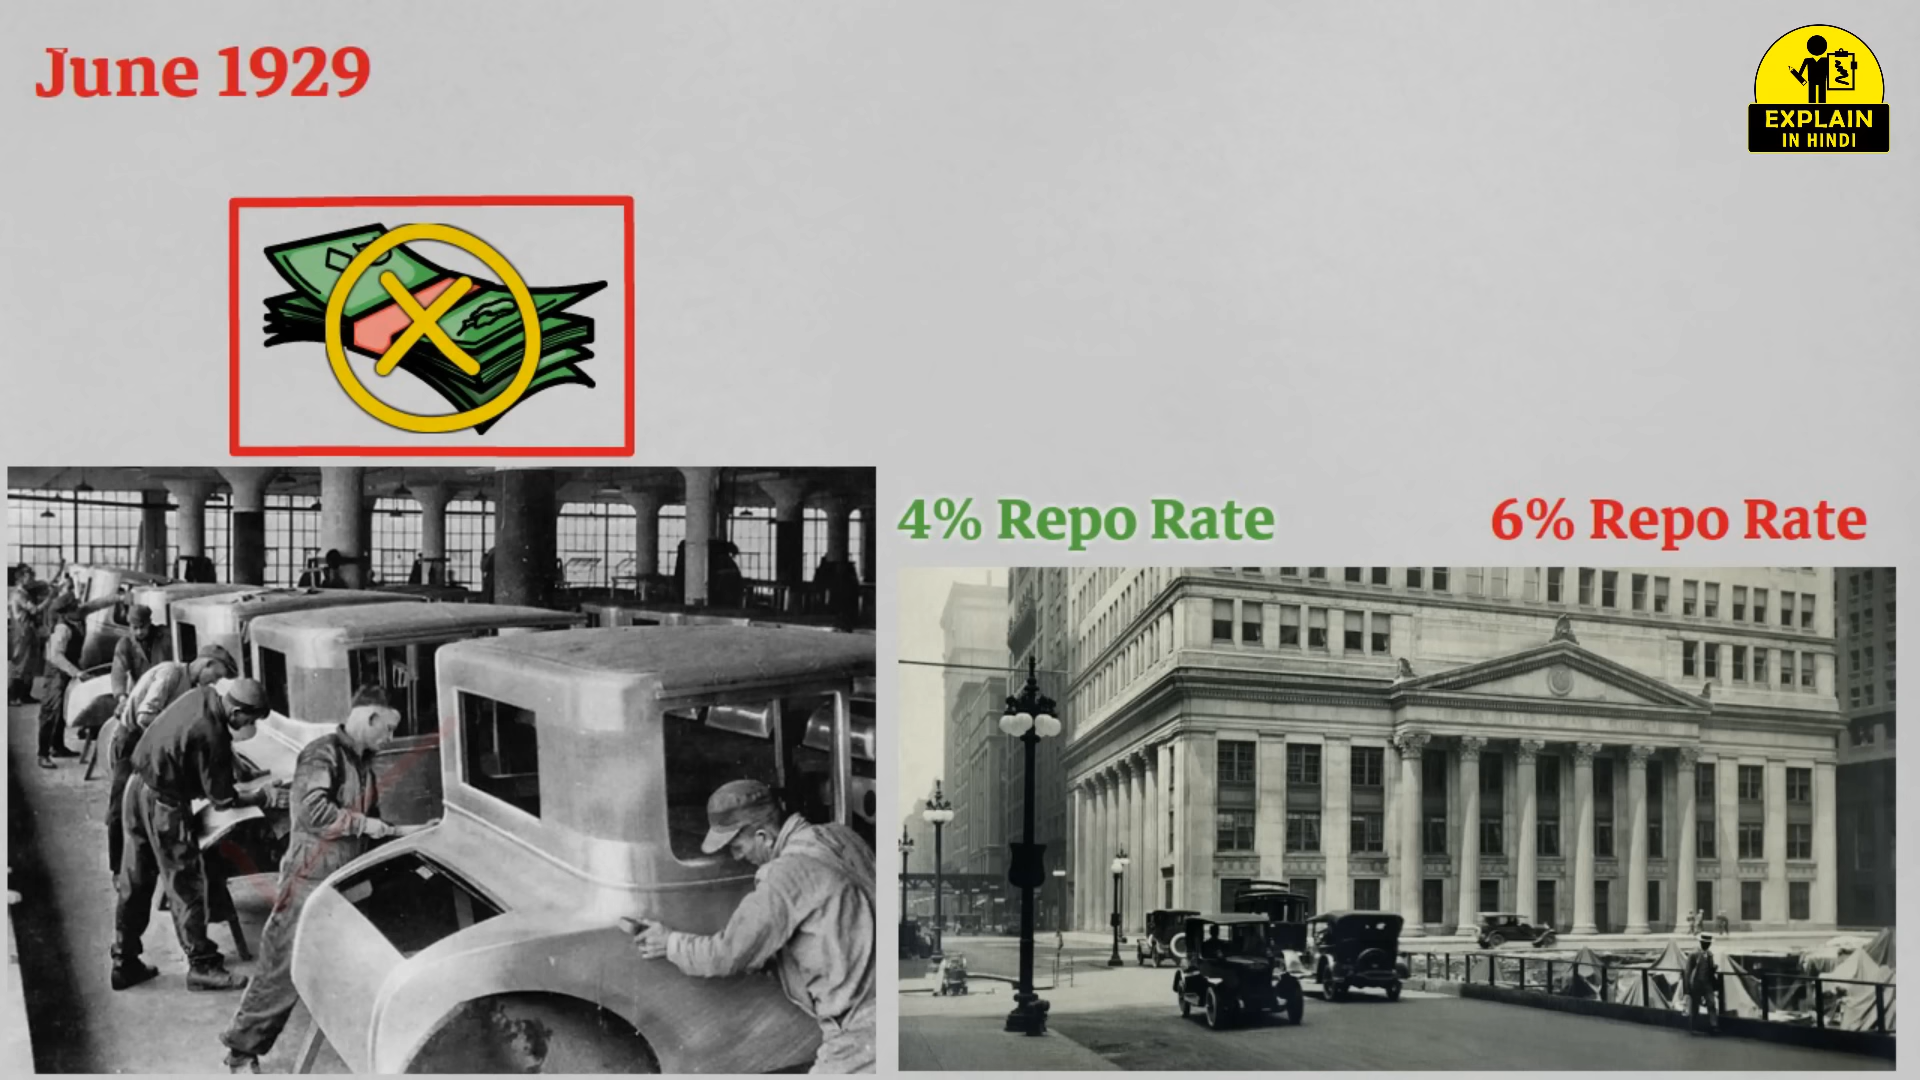 June 1929
EXPLAIN
IN HINDI
4% Repo Rate
6% Repo Rate